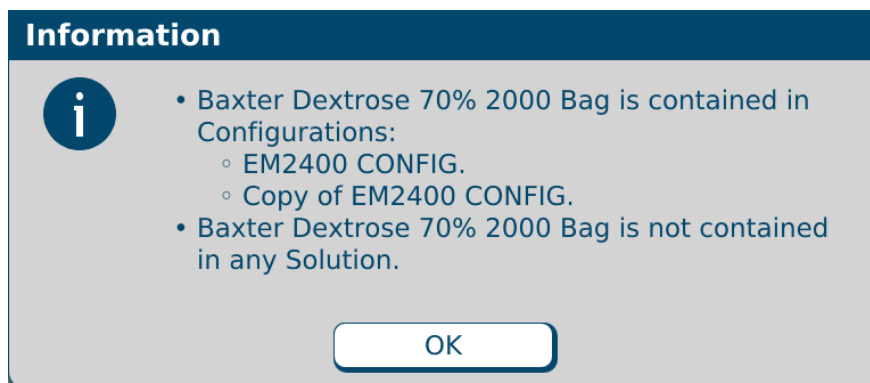 Information
i
• Baxter Dextrose 70% 2000 Bag is contained in
Configurations:
◦ EM2400 CONFIG.
◦ Copy of EM2400 CONFIG.
• Baxter Dextrose 70% 2000 Bag is not contained
in any Solution.
OK